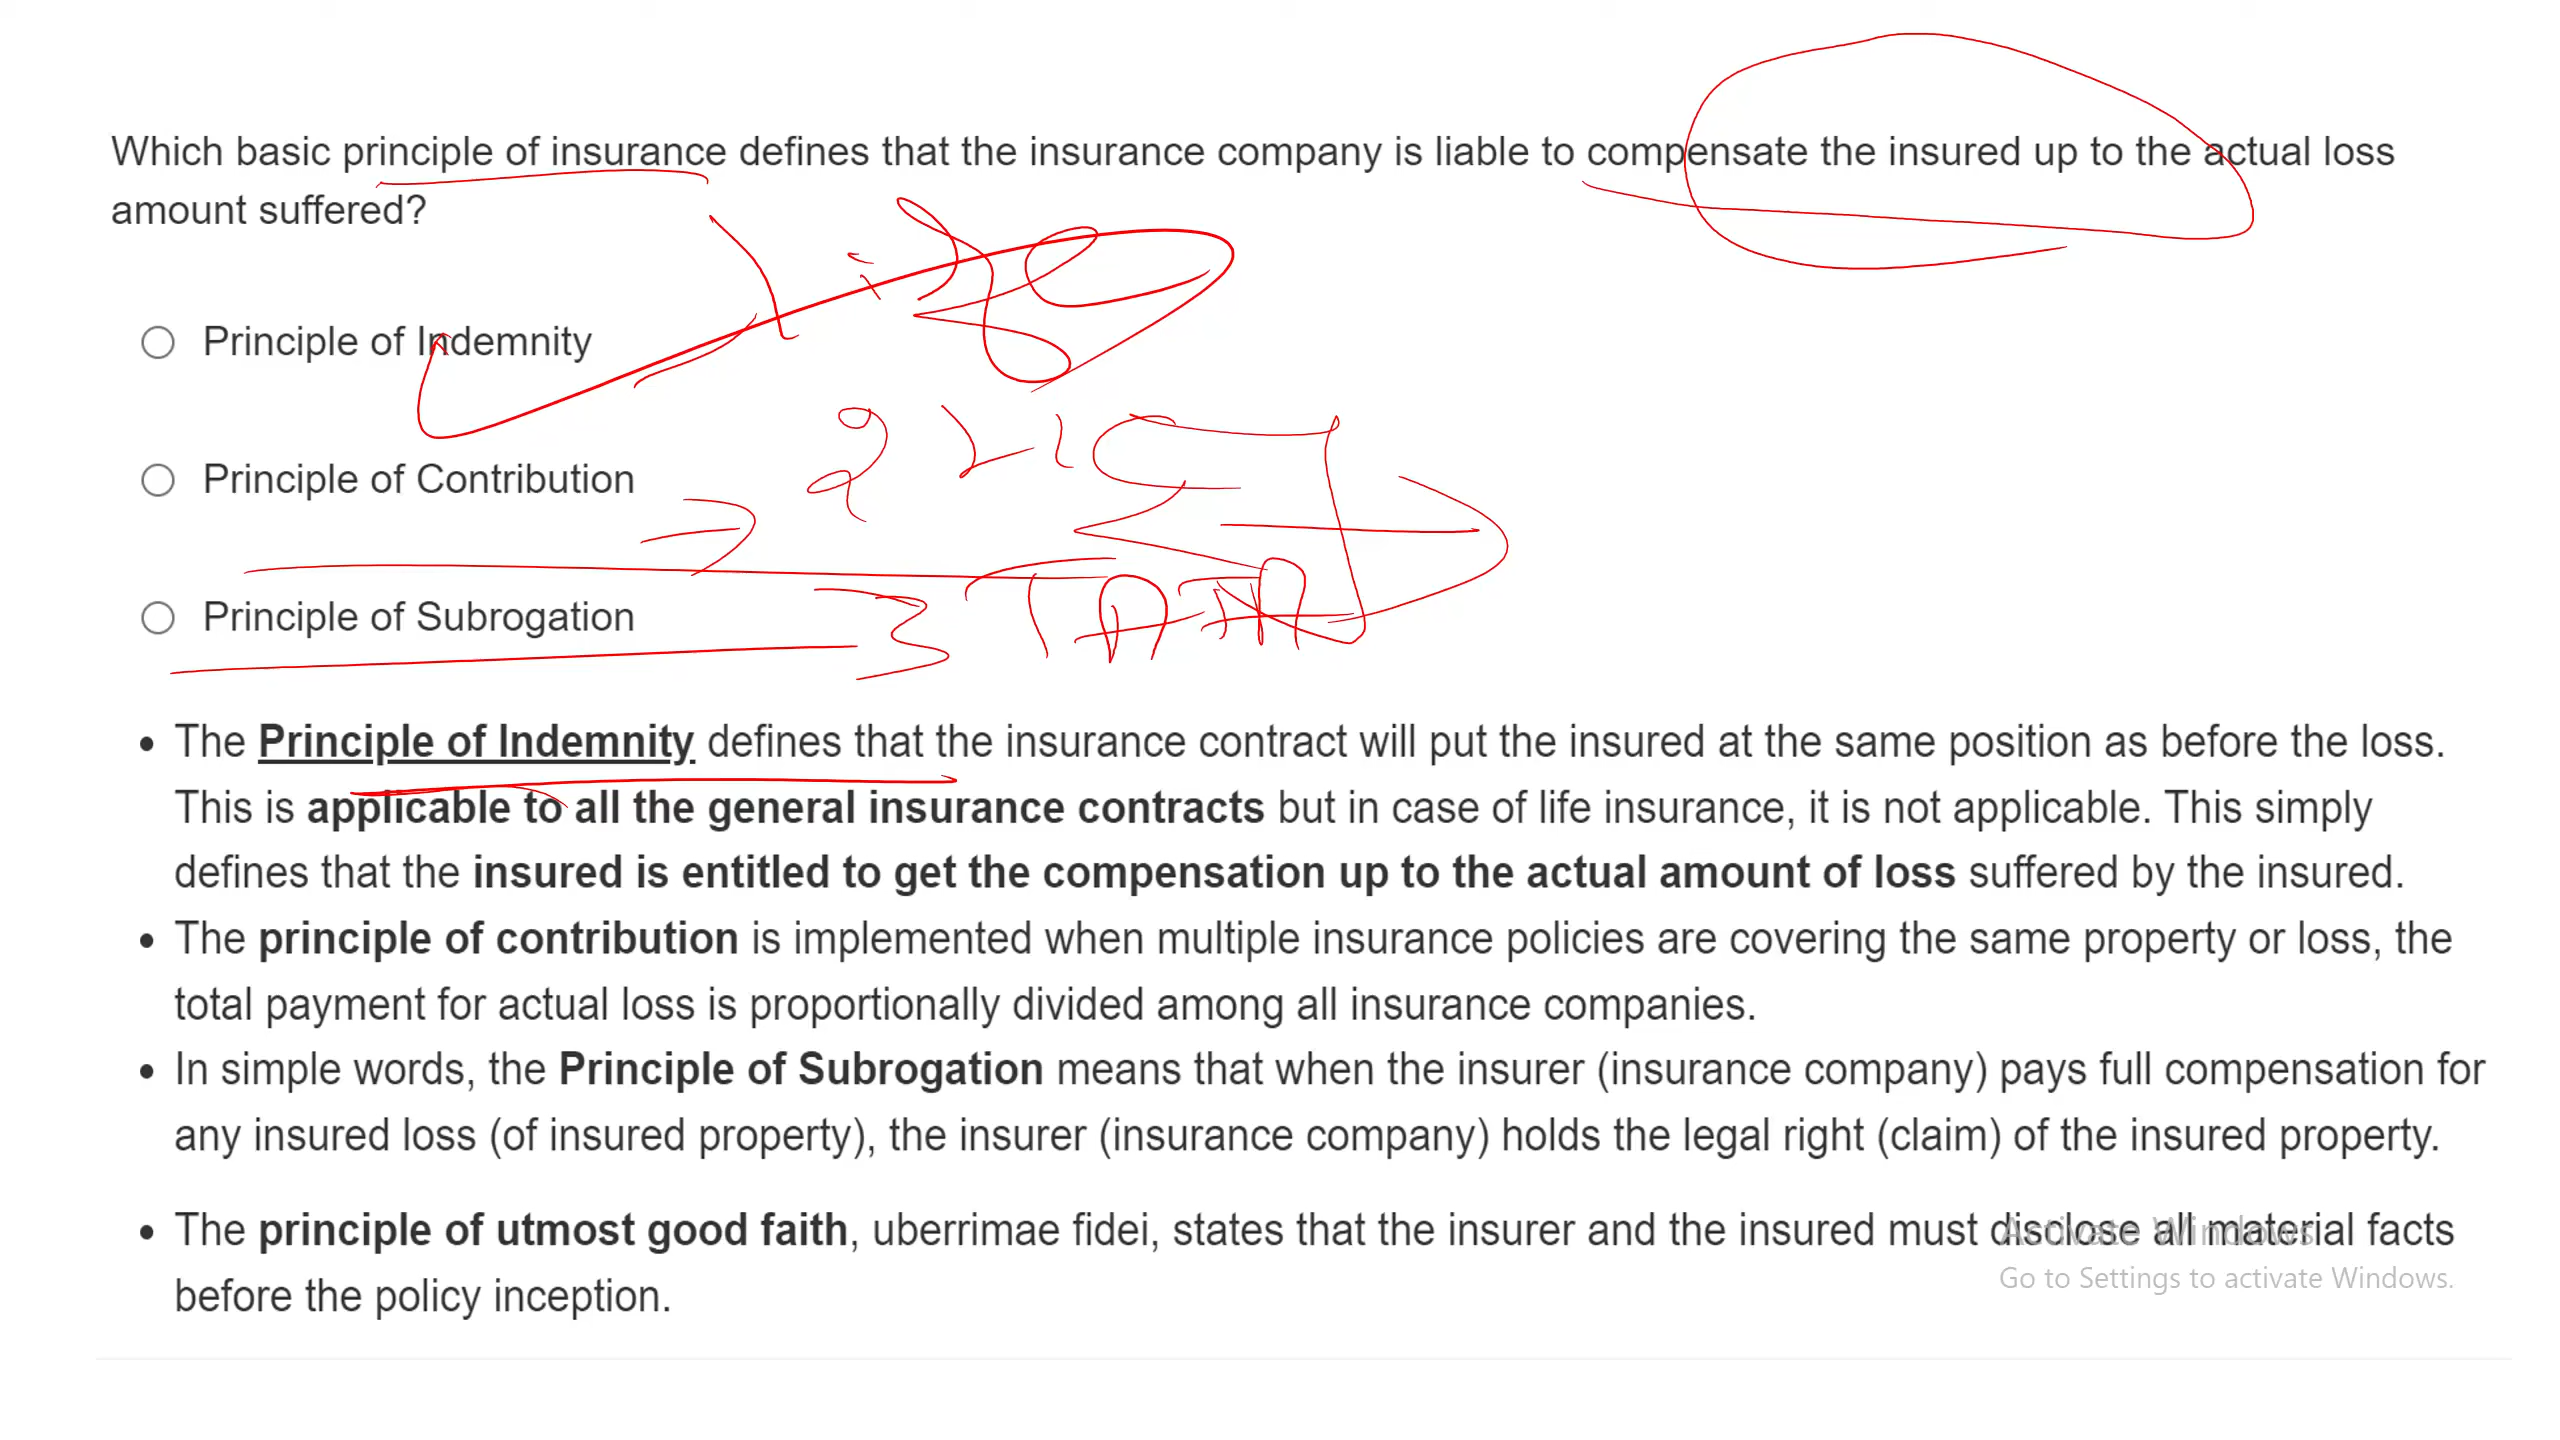 Which basic principle of insurance defines that the insurance company is liable to compensate the insured up to the actual loss
amount suffered?
Principle of Indemnity
Principle of Contribution
Principle of Subrogation
• The Principle of Indemnity defines that the insurance contract will put the insured at the same position as before the loss.
This is applicable to all the general insurance contracts but in case of life insurance, it is not applicable. This simply
defines that the insured is entitled to get the compensation up to the actual amount of loss suffered by the insured.
• The principle of contribution is implemented when multiple insurance policies are covering the same property or loss, the
total payment for actual loss is proportionally divided among all insurance companies.
• In simple words, the Principle of Subrogation means that when the insurer (insurance company) pays full compensation for
any insured loss (of insured property), the insurer (insurance company) holds the legal right (claim) of the insured property.
• The principle of utmost good faith, uberrimae fidei, states that the insurer and the insured must disclose all material facts
before the policy inception.
Activate Windows
Go to Settings to activate Windows.